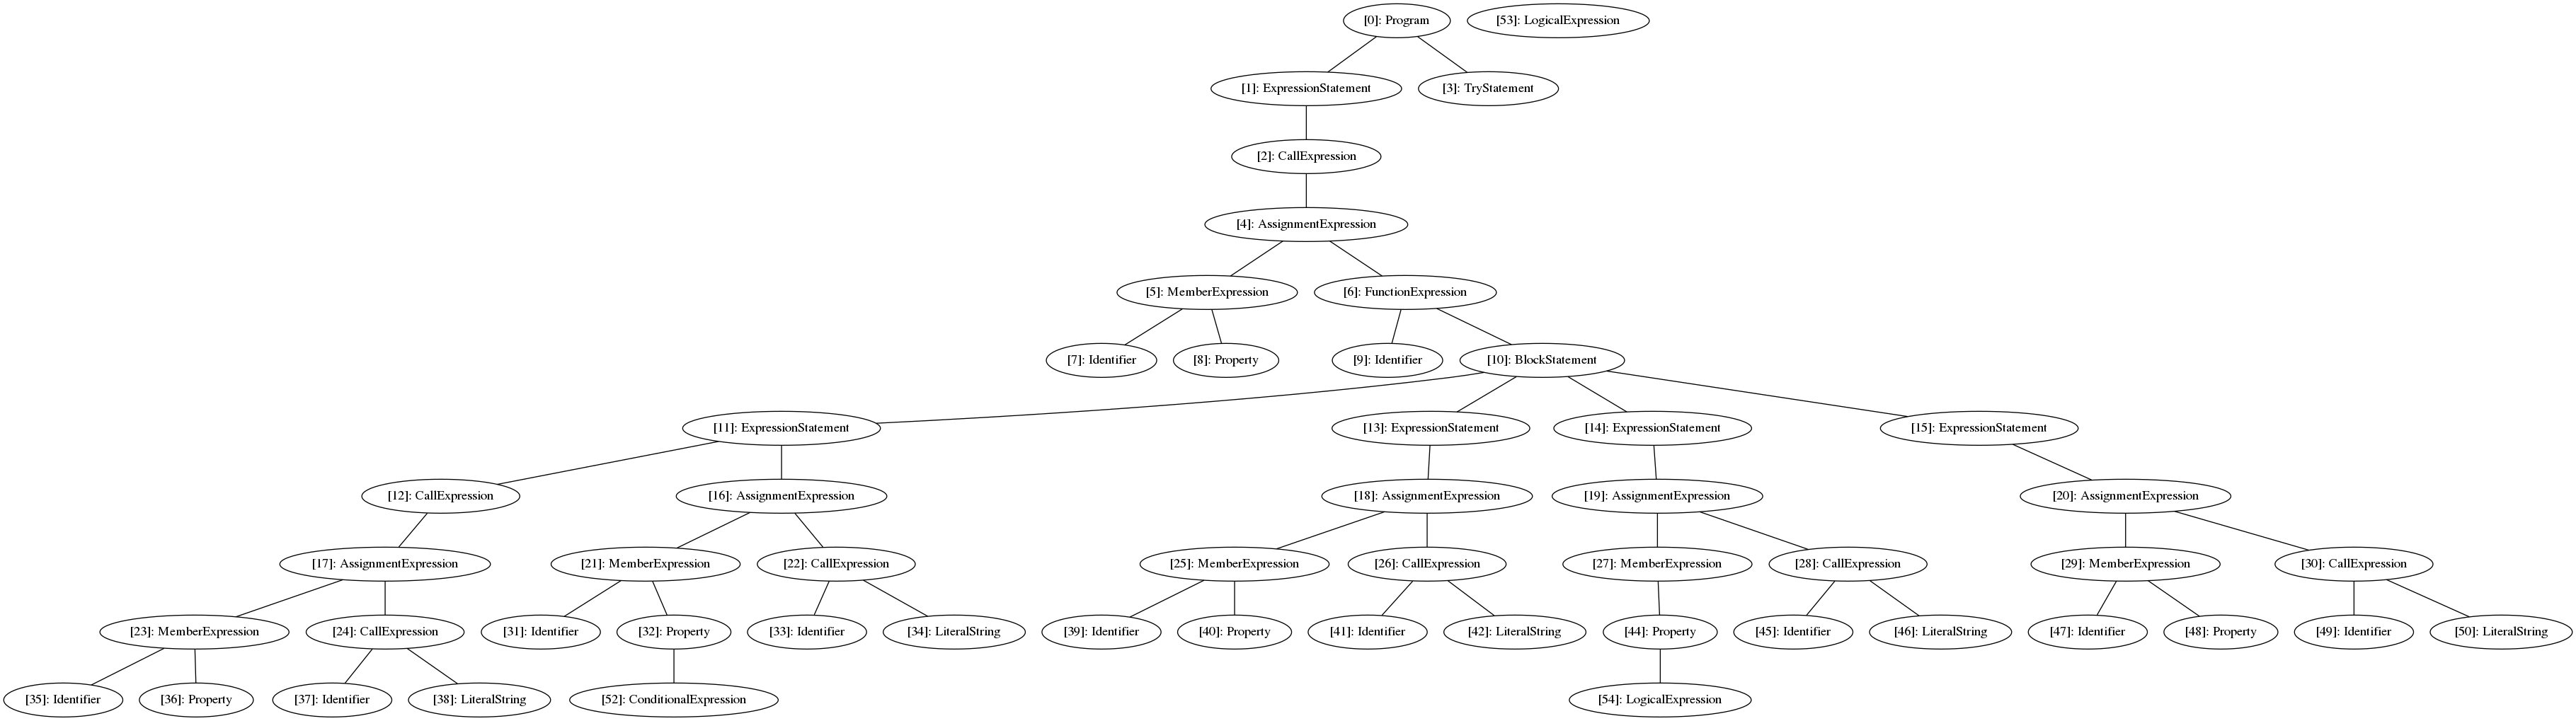 [0]: Program
[53]: LogicalExpression
[1]: ExpressionStatement
[3]: TryStatement
[2]: CallExpression
[4]: AssignmentExpression
[5]: MemberExpression
[6]: FunctionExpression
[7]: Identifier
[8]: Property
[9]: Identifier
[10]: BlockStatement
[11]: ExpressionStatement
[13]: ExpressionStatement
[14]: ExpressionStatement
[15]: ExpressionStatement
[12]: CallExpression
[16]: AssignmentExpression
[18]: AssignmentExpression
[19]: AssignmentExpression
[20]: AssignmentExpression
[17]: AssignmentExpression
[21]: MemberExpression
[22]: CallExpression
[25]: MemberExpression
[26]: CallExpression
[27]: MemberExpression
[28]: CallExpression
[29]: MemberExpression
[30]: CallExpression
[23]: MemberExpression
[24]: CallExpression
[31]: Identifier
[32]: Property
[33]: Identifier
[34]: LiteralString
[39]: Identifier
[40]: Property
[41]: Identifier
[42]: LiteralString
[44]: Property
[45]: Identifier
[46]: LiteralString
[47]: Identifier
[48]: Property
[49]: Identifier
[50]: LiteralString
[35]: Identifier
[36]: Property
[37]: Identifier
[38]: LiteralString
[52]: ConditionalExpression
[54]: LogicalExpression